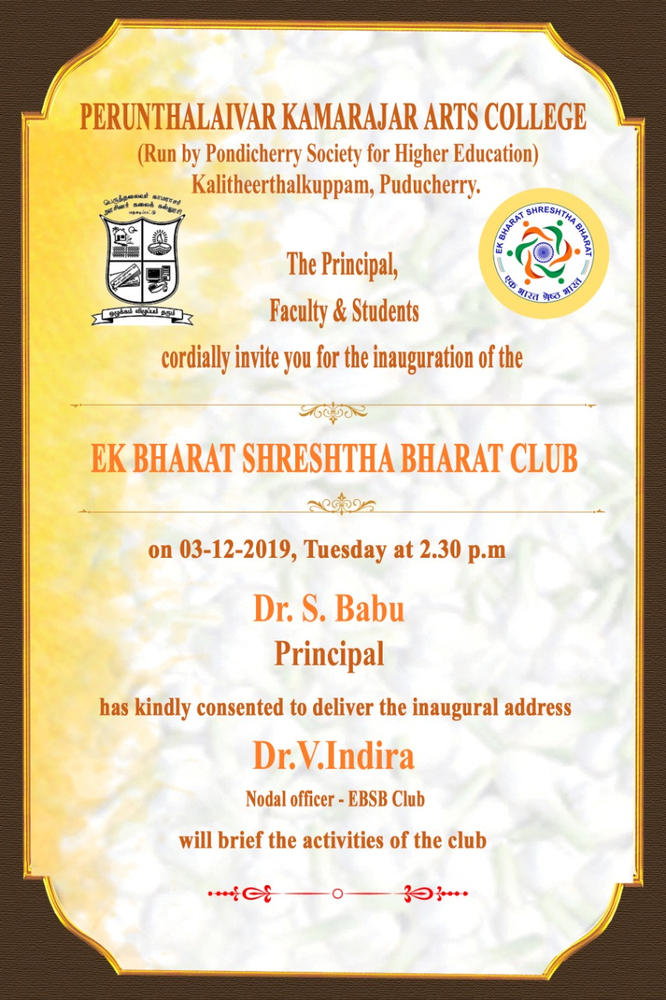 PERUNTHALAIVAR KAMARAJAR ARTS COLLEGE
(Run by Pondicherry Society for Higher Education)
Kalitheerthalkuppam, Puducherry.
பெருந்தலைவர் காமராசர்
அரசினர் கலைக் கல்லூரி
மதகடிப்பட்டு
ஒழுக்கம் விழுப்பம் தரும்
EK BHARAT SHRESHTHA BHARAT
एक भारत श्रेष्ठ भारत
The Principal,
Faculty & Students
cordially invite you for the inauguration of the
EK BHARAT SHRESHTHA BHARAT CLUB
on 03-12-2019, Tuesday at 2.30 p.m
Dr. S. Babu
Principal
has kindly consented to deliver the inaugural address
Dr.V.Indira
Nodal officer - EBSB Club
will brief the activities of the club